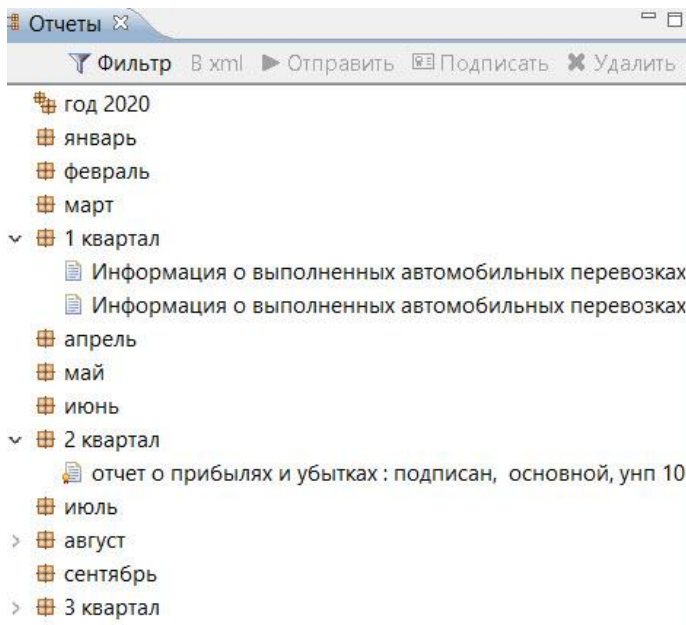 Отчеты
Фильтр В xml Отправить Подписать Удалить
год 2020
январь
февраль
март
1 квартал
Информация о выполненных автомобильных перевозках
Информация о выполненных автомобильных перевозках
апрель
май
июнь
2 квартал
отчет о прибылях и убытках : подписан, основной, унп 10
июль
август
сентябрь
3 квартал